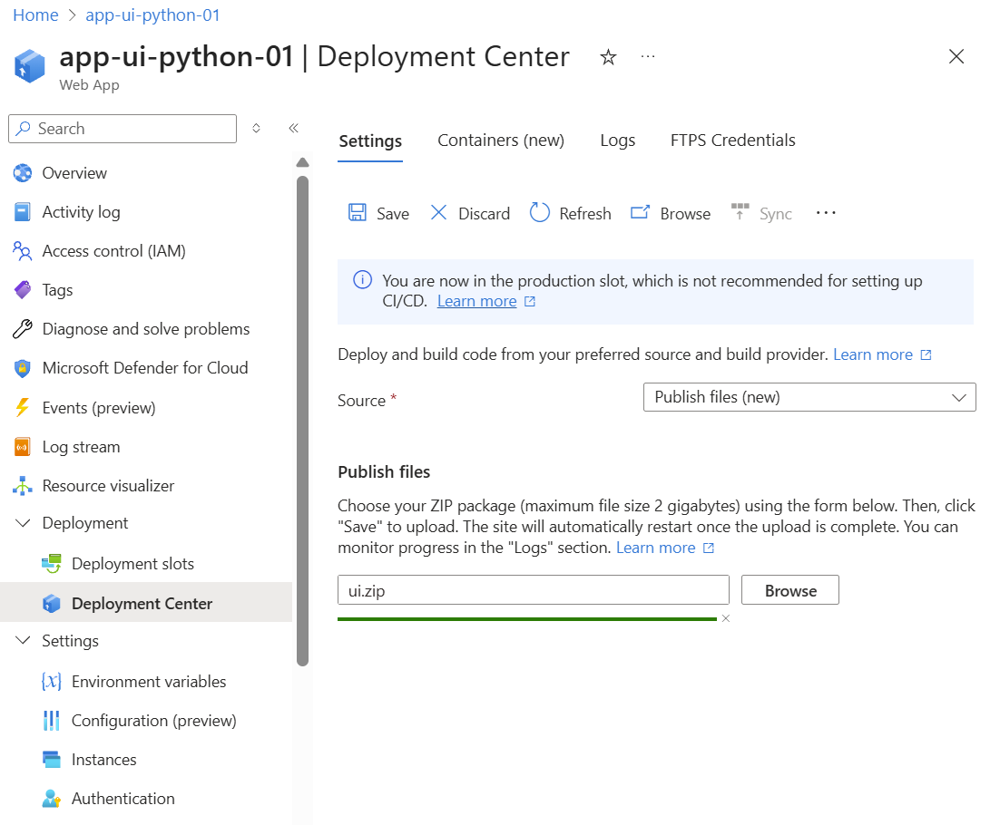 Home > app-ui-python-01
app-ui-python-01 | Deployment Center
Web App
Search
Overview
Activity log
Access control (IAM)
Tags
Diagnose and solve problems
Microsoft Defender for Cloud
Events (preview)
Log stream
Resource visualizer
Deployment
Deployment slots
Deployment Center
Settings
Environment variables
Configuration (preview)
Instances
Authentication
Settings Containers (new) Logs FTPS Credentials
Save Discard Refresh Browse Sync ...
You are now in the production slot, which is not recommended for setting up
CI/CD. Learn more
Deploy and build code from your preferred source and build provider. Learn more
Source * Publish files (new)
Publish files
Choose your ZIP package (maximum file size 2 gigabytes) using the form below. Then, click
"Save" to upload. The site will automatically restart once the upload is complete. You can
monitor progress in the "Logs" section. Learn more
ui.zip Browse